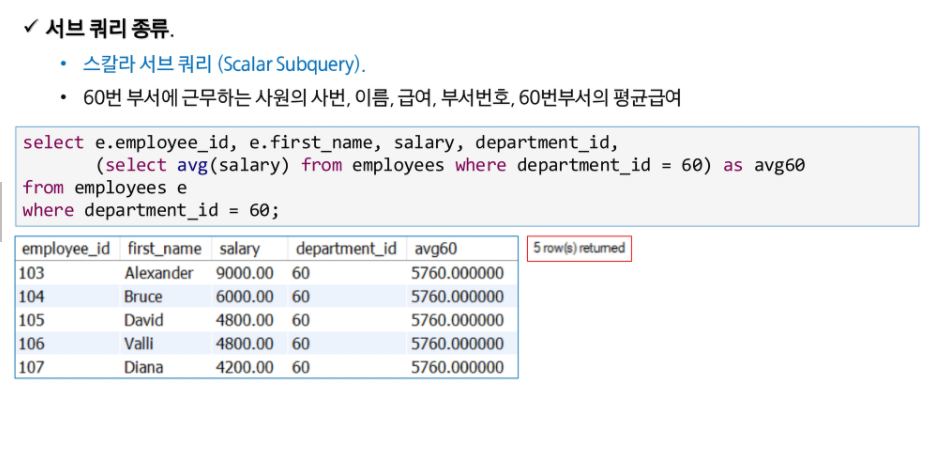 ✓ 서브 쿼리 종류.
• 스칼라 서브 쿼리 (Scalar Subquery).
• 60번 부서에 근무하는 사원의 사번, 이름, 급여, 부서번호, 60번부서의 평균급여
select e.employee_id, e.first_name, salary, department_id,
(select avg(salary) from employees where department_id = 60) as avg60
from employees e
where department_id = 60;
employee_id first_name salary department_id avg60 5 row(s) returned
103 Alexander 9000.00 60 5760.000000
104 Bruce 6000.00 60 5760.000000
105 David 4800.00 60 5760.000000
106 Valli 4800.00 60 5760.000000
107 Diana 4200.00 60 5760.000000